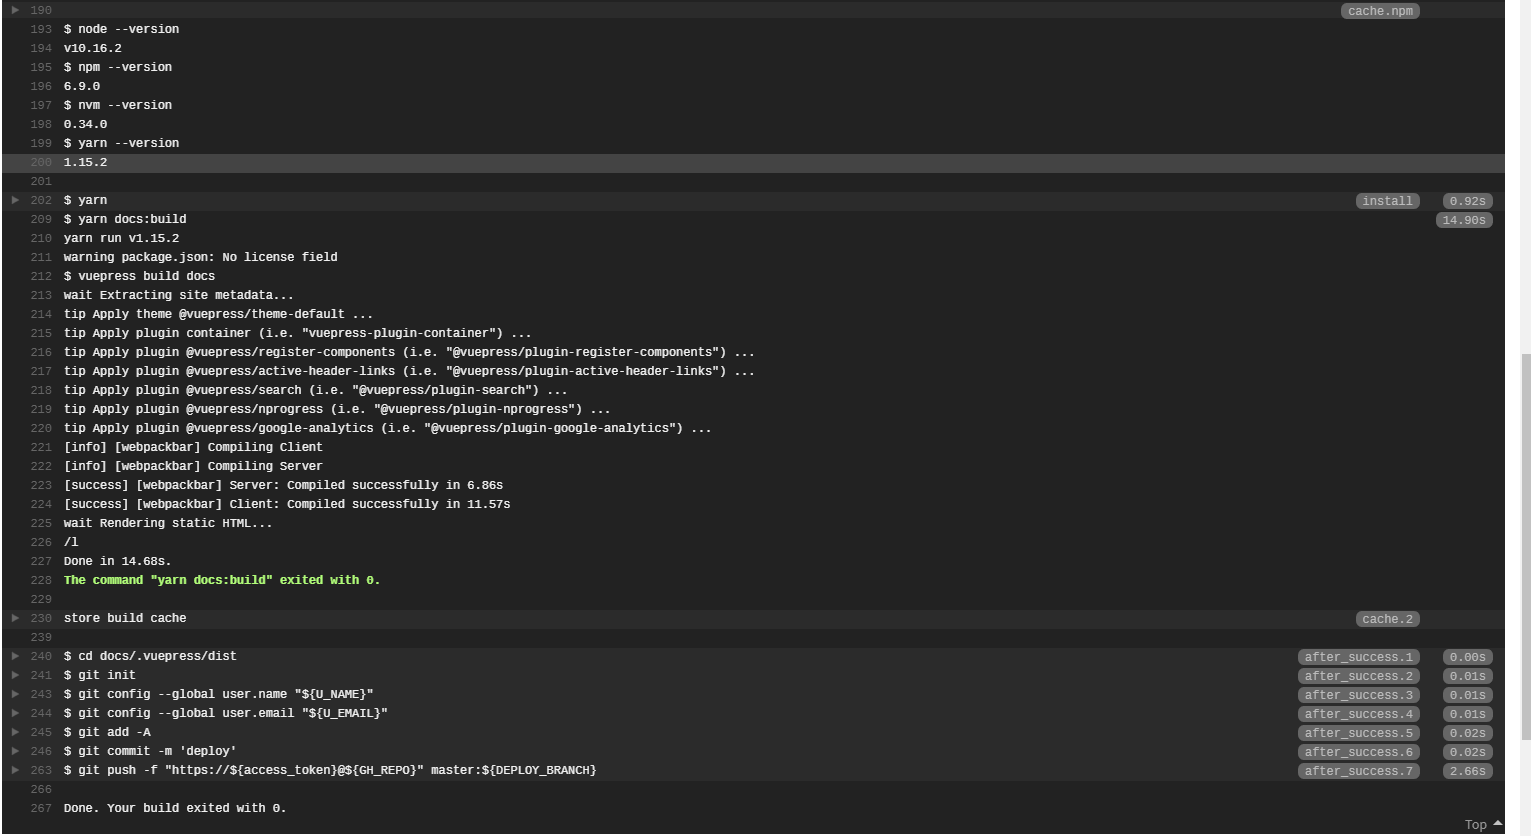 190 cache.npm
193 $ node --version
194 v10.16.2
195 $ npm --version
196 6.9.0
197 $ nvm --version
198 0.34.0
199 $ yarn --version
200 1.15.2
201
202 $ yarn install 0.92s
209 $ yarn docs:build 14.90s
210 yarn run v1.15.2
211 warning package.json: No license field
212 $ vuepress build docs
213 wait Extracting site metadata...
214 tip Apply theme @vuepress/theme-default ...
215 tip Apply plugin container (i.e. "vuepress-plugin-container") ...
216 tip Apply plugin @vuepress/register-components (i.e. "@vuepress/plugin-register-components") ...
217 tip Apply plugin @vuepress/active-header-links (i.e. "@vuepress/plugin-active-header-links") ...
218 tip Apply plugin @vuepress/search (i.e. "@vuepress/plugin-search") ...
219 tip Apply plugin @vuepress/nprogress (i.e. "@vuepress/plugin-nprogress") ...
220 tip Apply plugin @vuepress/google-analytics (i.e. "@vuepress/plugin-google-analytics") ...
221 [info] [webpackbar] Compiling Client
222 [info] [webpackbar] Compiling Server
223 [success] [webpackbar] Server: Compiled successfully in 6.86s
224 [success] [webpackbar] Client: Compiled successfully in 11.57s
225 wait Rendering static HTML...
226 /l
227 Done in 14.68s.
228 The command "yarn docs:build" exited with 0.
229
230 store build cache cache.2
239
240 $ cd docs/.vuepress/dist after_success.1 0.00s
241 $ git init after_success.2 0.01s
243 $ git config --global user.name "${U_NAME}" after_success.3 0.01s
244 $ git config --global user.email "${U_EMAIL}" after_success.4 0.01s
245 $ git add -A after_success.5 0.02s
246 $ git commit -m 'deploy' after_success.6 0.02s
263 $ git push -f "https://${access_token}@${GH_REPO}" master:${DEPLOY_BRANCH} after_success.7 2.66s
266
267 Done. Your build exited with 0.
Top